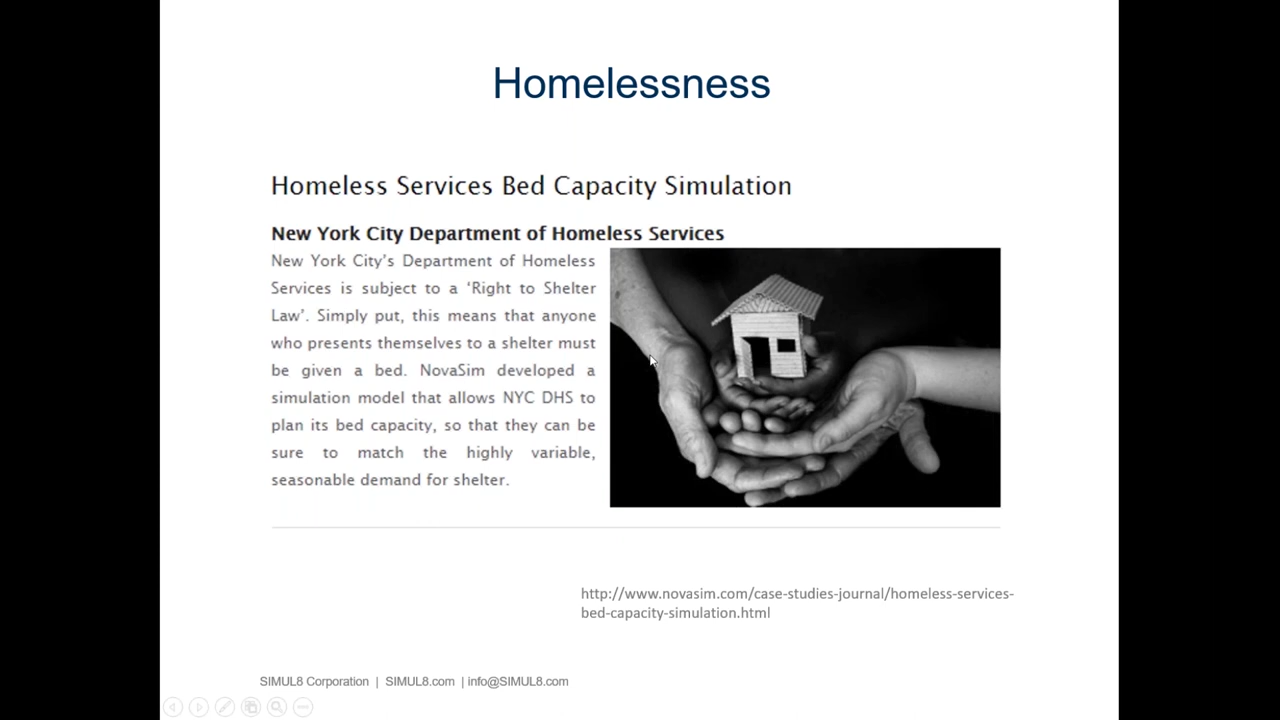 Homelessness
Homeless Services Bed Capacity Simulation
New York City Department of Homeless Services
New York City’s Department of Homeless
Services is subject to a ‘Right to Shelter
Law’. Simply put, this means that anyone
who presents themselves to a shelter must
be given a bed. NovaSim developed a
simulation model that allows NYC DHS to
plan its bed capacity, so that they can be
sure to match the highly variable,
seasonable demand for shelter.
http://www.novasim.com/case-studies-journal/homeless-services-
bed-capacity-simulation.html
SIMUL8 Corporation | SIMUL8.com | info@SIMUL8.com